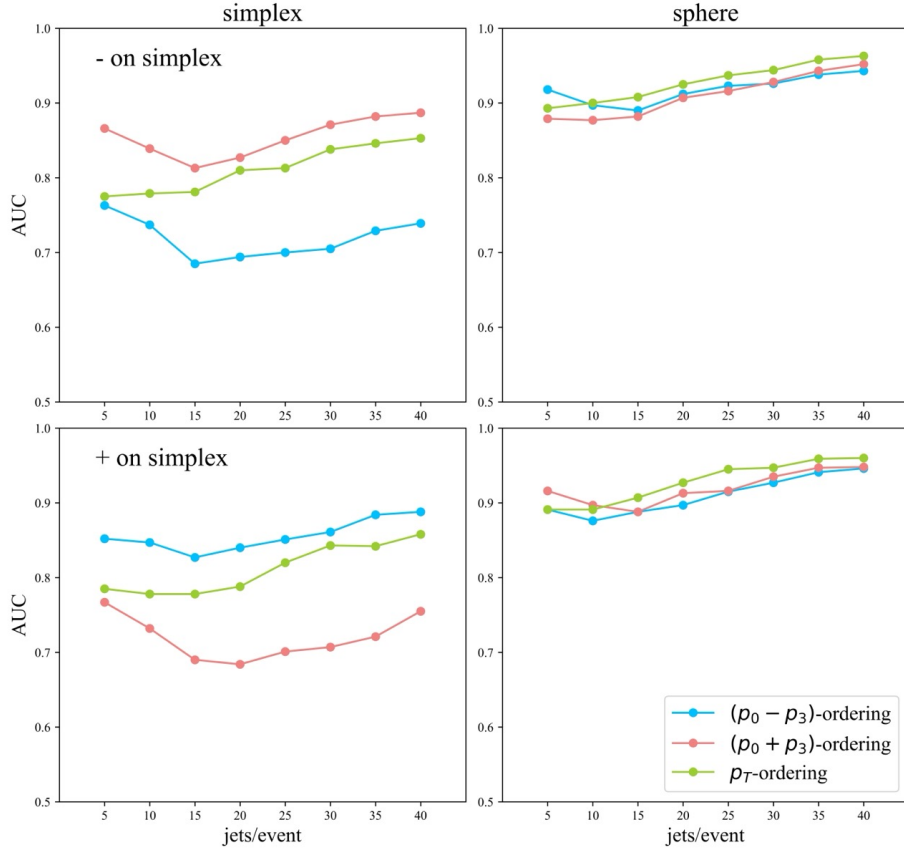 simplex
sphere
- on simplex
AUC
1.0
0.9
0.8
0.7
0.6
0.5
5 10 15 20 25 30 35 40
5 10 15 20 25 30 35 40
1.0
0.9
0.8
0.7
0.6
0.5
+ on simplex
AUC
1.0
0.9
0.8
0.7
0.6
0.5
5 10 15 20 25 30 35 40
jets/event
1.0
0.9
0.8
0.7
0.6
0.5
(p₀ − p₃)-ordering
(p₀ + p₃)-ordering
p_T-ordering
5 10 15 20 25 30 35 40
jets/event